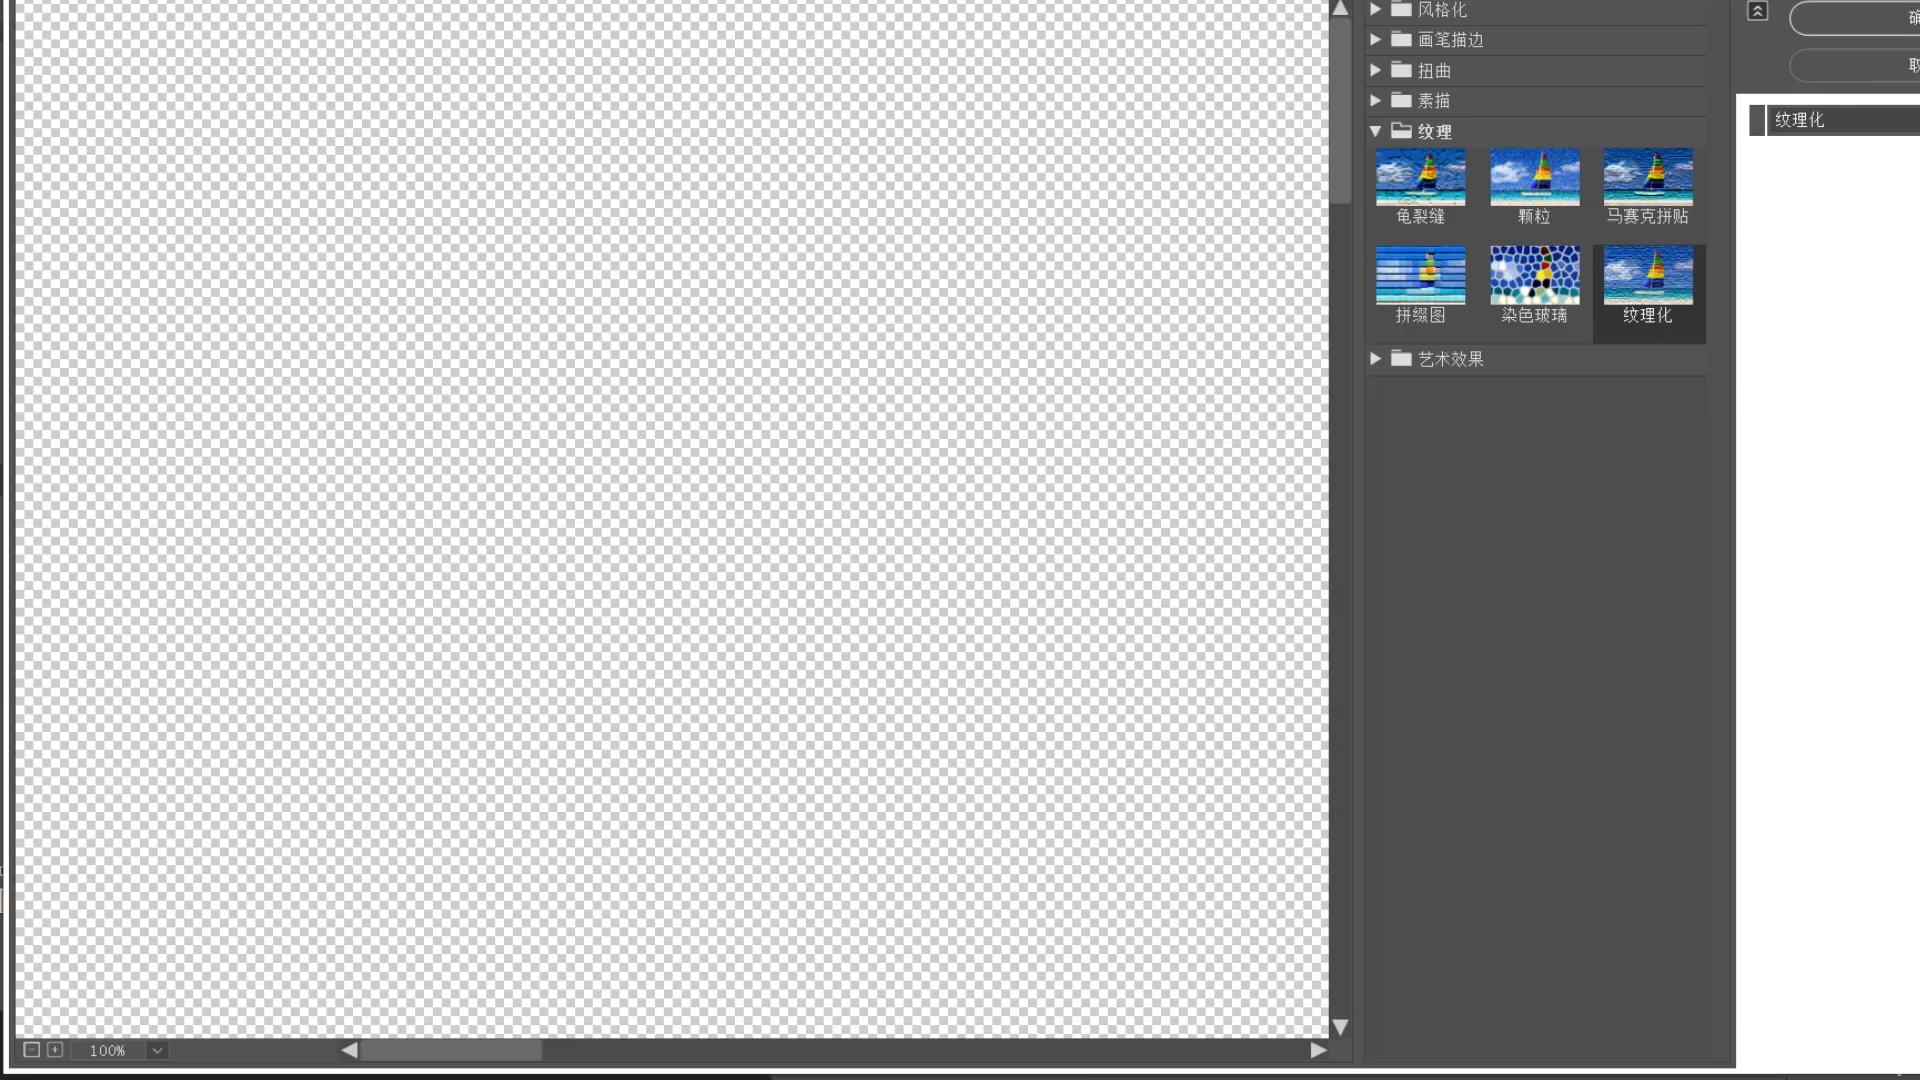 风格化
画笔描边
扭曲
素描
纹理
龟裂缝
颗粒
马赛克拼贴
拼缀图
染色玻璃
纹理化
艺术效果
纹理化
100%